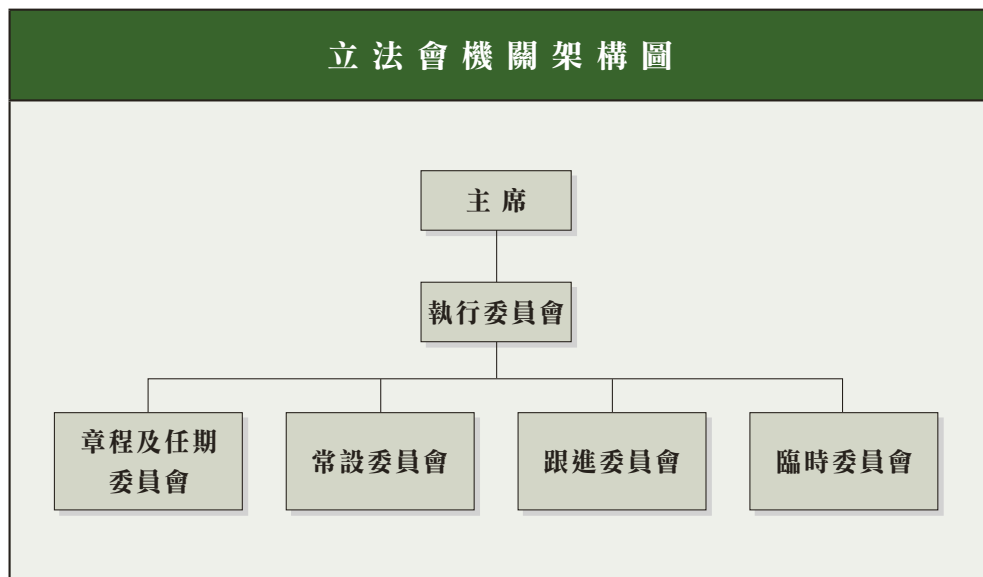 立法會機關架構圖
主席
執行委員會
章程及任期
委員會
常設委員會
跟進委員會
臨時委員會